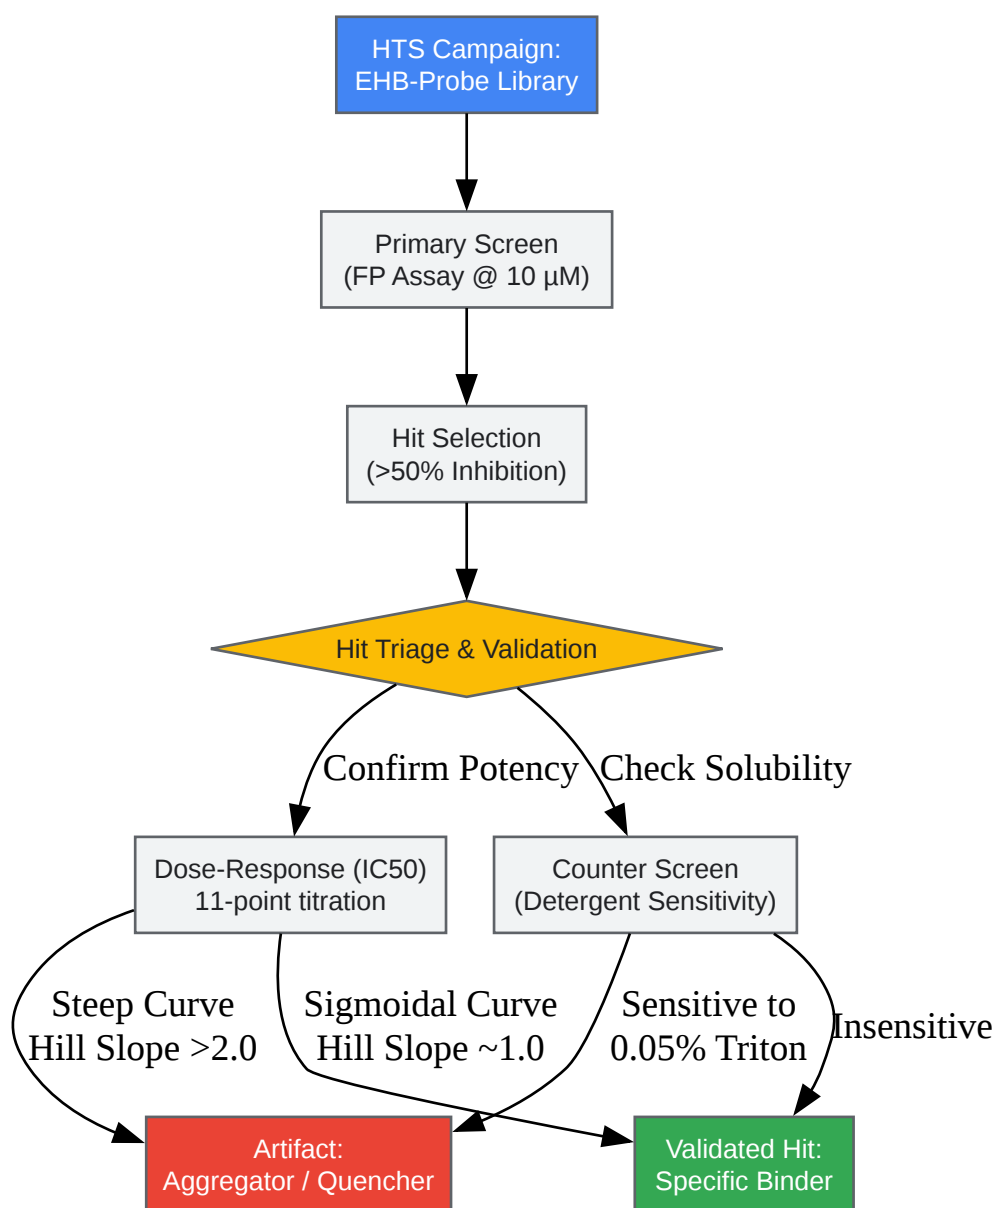 HTS Campaign:
EHB-Probe Library
Primary Screen
(FP Assay @ 10 µM)
Hit Selection
(>50% Inhibition)
Hit Triage & Validation
Confirm Potency
Check Solubility
Dose-Response (IC50)
11-point titration
Counter Screen
(Detergent Sensitivity)
Steep Curve
Hill Slope >2.0
Sigmoidal Curve
Hill Slope ~1.0
Sensitive to
0.05% Triton
Insensitive
Artifact:
Aggregator / Quencher
Validated Hit:
Specific Binder